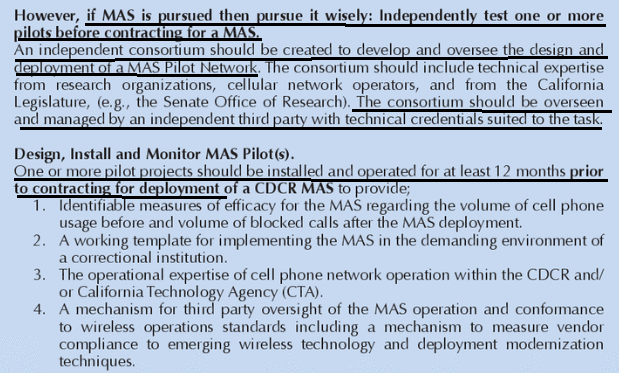 However, if MAS is pursued then pursue it wisely: Independently test one or more
pilots before contracting for a MAS.
An independent consortium should be created to develop and oversee the design and
deployment of a MAS Pilot Network. The consortium should include technical expertise
from research organizations, cellular network operators, and from the California
Legislature, (e.g., the Senate Office of Research). The consortium should be overseen
and managed by an independent third party with technical credentials suited to the task.
Design, Install and Monitor MAS Pilot(s).
One or more pilot projects should be installed and operated for at least 12 months prior
to contracting for deployment of a CDCR MAS to provide;
1. Identifiable measures of efficacy for the MAS regarding the volume of cell phone
usage before and volume of blocked calls after the MAS deployment.
2. A working template for implementing the MAS in the demanding environment of
a correctional institution.
3. The operational expertise of cell phone network operation within the CDCR and/
or California Technology Agency (CTA).
4. A mechanism for third party oversight of the MAS operation and conformance
to wireless operations standards including a mechanism to measure vendor
compliance to emerging wireless technology and deployment modernization
techniques.